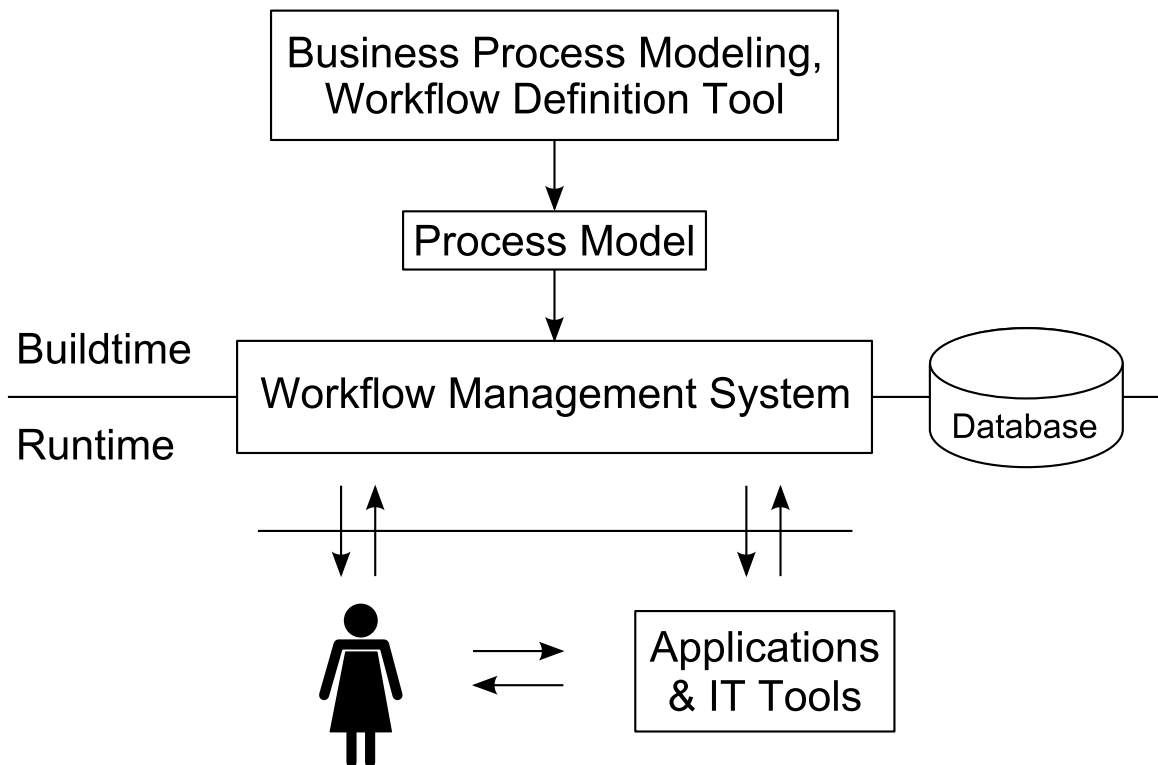 Business Process Modeling,
Workflow Definition Tool
Process Model
Buildtime
Workflow Management System
Database
Runtime
Applications
& IT Tools